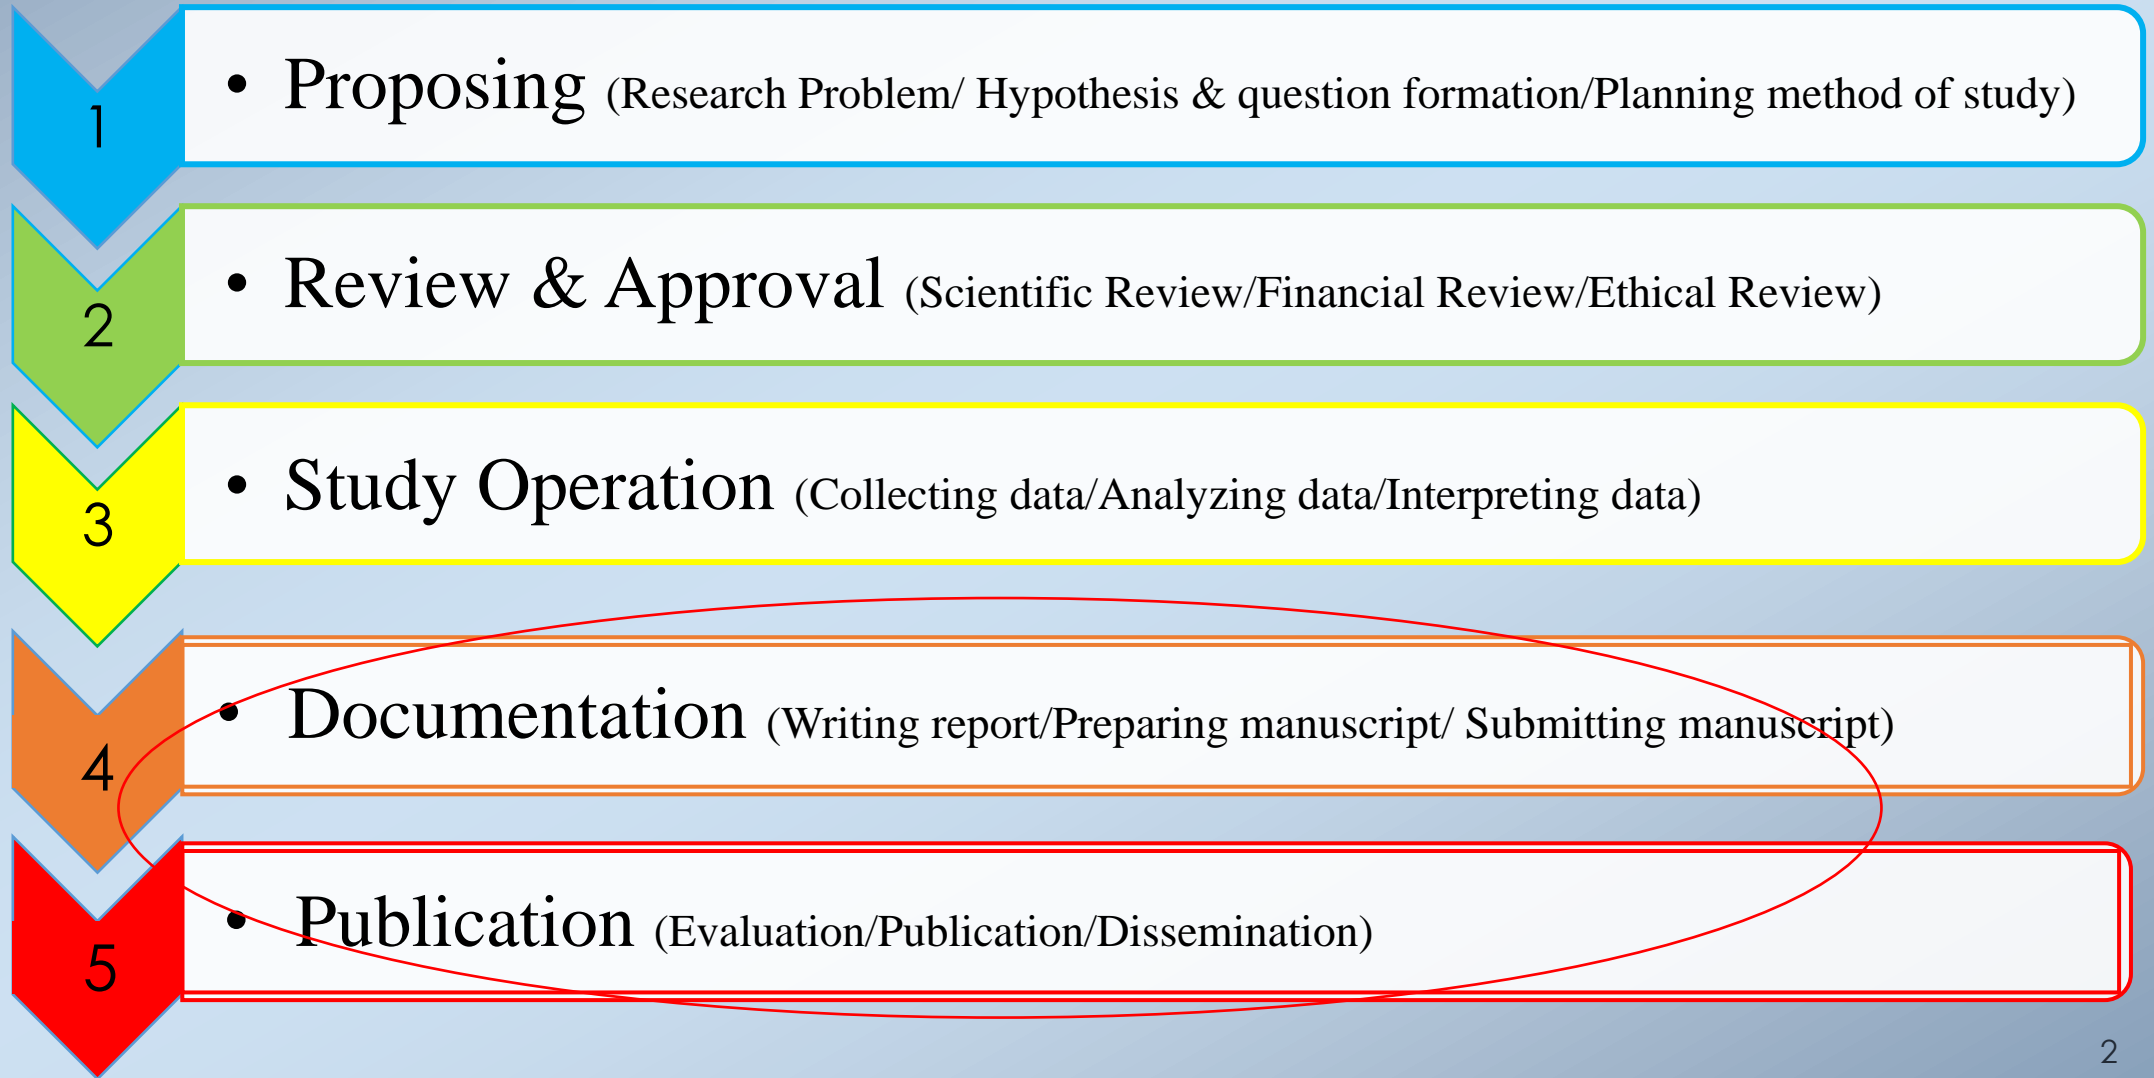 1
• Proposing (Research Problem/ Hypothesis & question formation/Planning method of study)
2
• Review & Approval (Scientific Review/Financial Review/Ethical Review)
3
• Study Operation (Collecting data/Analyzing data/Interpreting data)
4
• Documentation (Writing report/Preparing manuscript/ Submitting manuscript)
5
• Publication (Evaluation/Publication/Dissemination)
2